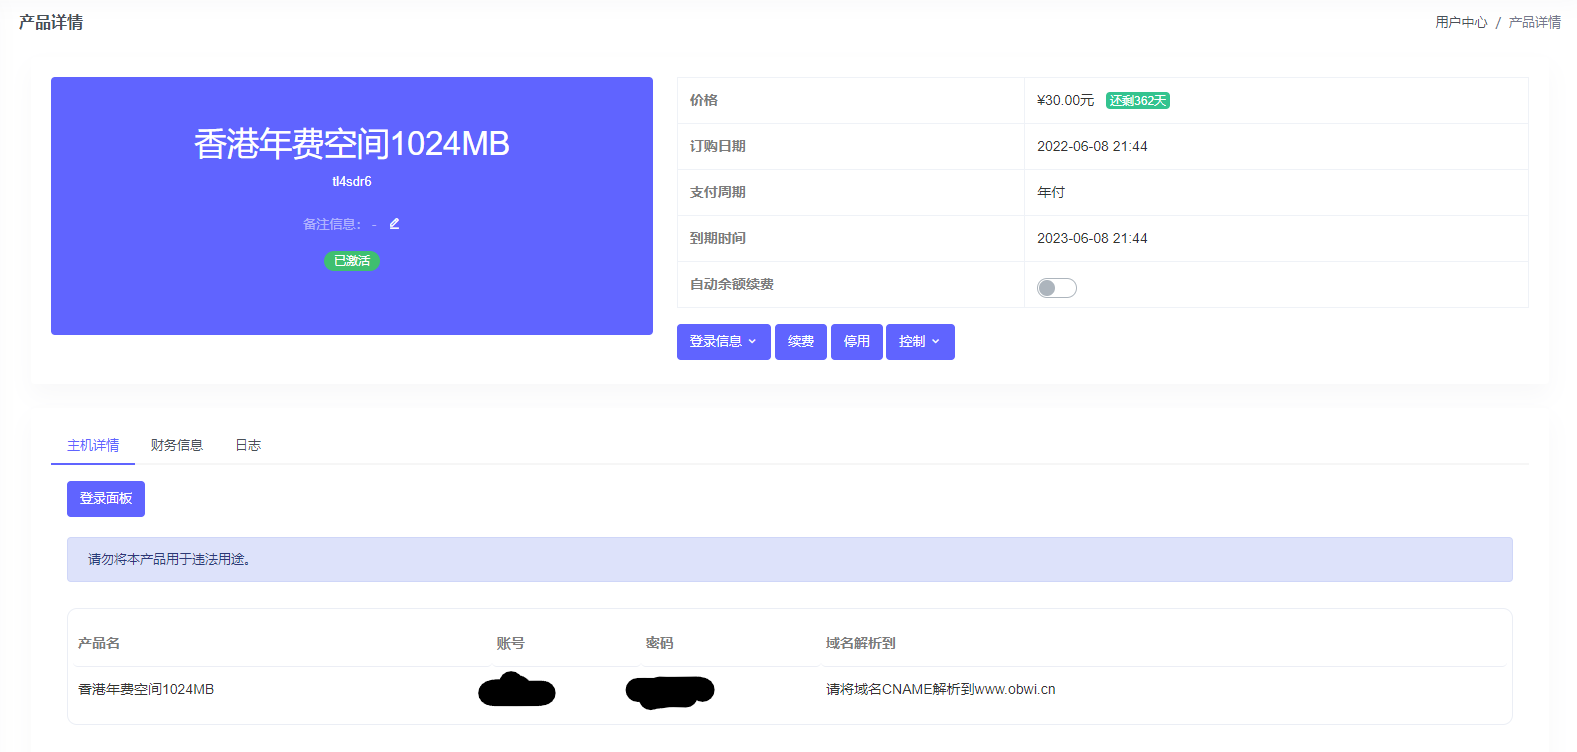 产品详情
用户中心 / 产品详情
香港年费空间1024MB
tl4sdr6
备注信息： -
已激活
价格 ¥30.00元 还剩362天
订购日期 2022-06-08 21:44
支付周期 年付
到期时间 2023-06-08 21:44
自动余额续费
登录信息 续费 停用 控制
主机详情 财务信息 日志
登录面板
请勿将本产品用于违法用途。
产品名 账号 密码 域名解析到
香港年费空间1024MB 请将域名CNAME解析到www.obwi.cn